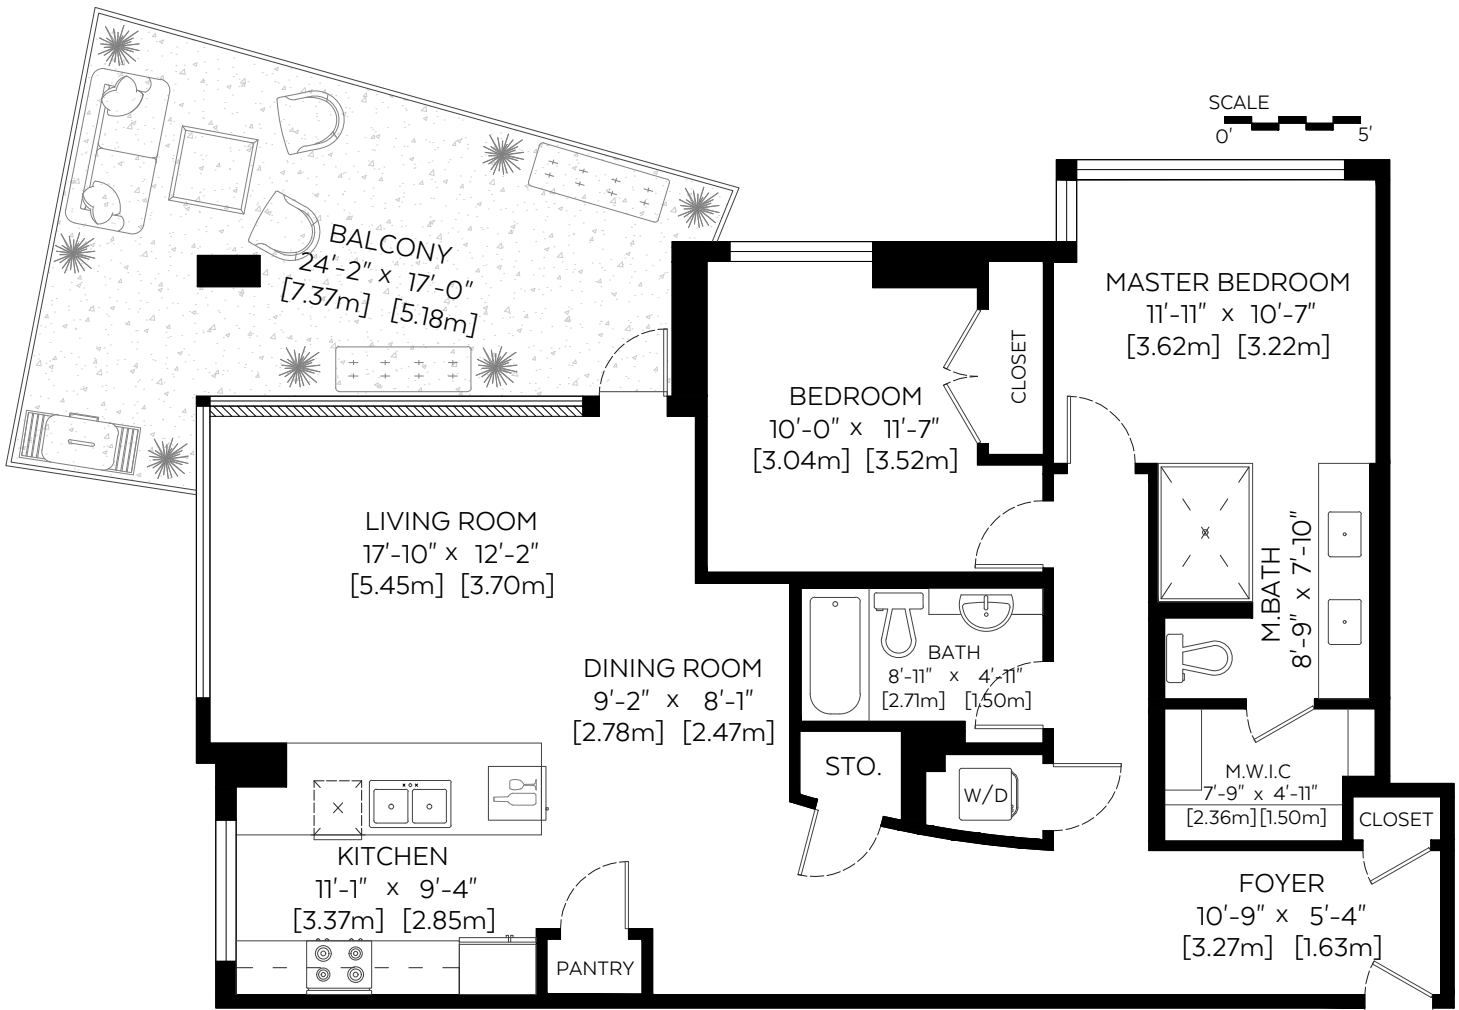 SCALE
0' 5'
BALCONY
24'-2" x 17'-0"
[7.37m] [5.18m]
MASTER BEDROOM
11'-11" x 10'-7"
[3.62m] [3.22m]
CLOSET
BEDROOM
10'-0" x 11'-7"
[3.04m] [3.52m]
LIVING ROOM
17'-10" x 12'-2"
[5.45m] [3.70m]
M.BATH
8'-9" x 7'-10"
BATH
8'-11" x 4'-11"
[2.71m] [1.50m]
DINING ROOM
9'-2" x 8'-1"
[2.78m] [2.47m]
STO.
W/D
M.W.I.C
7'-9" x 4'-11"
[2.36m] [1.50m]
CLOSET
KITCHEN
11'-1" x 9'-4"
[3.37m] [2.85m]
FOYER
10'-9" x 5'-4"
[3.27m] [1.63m]
PANTRY